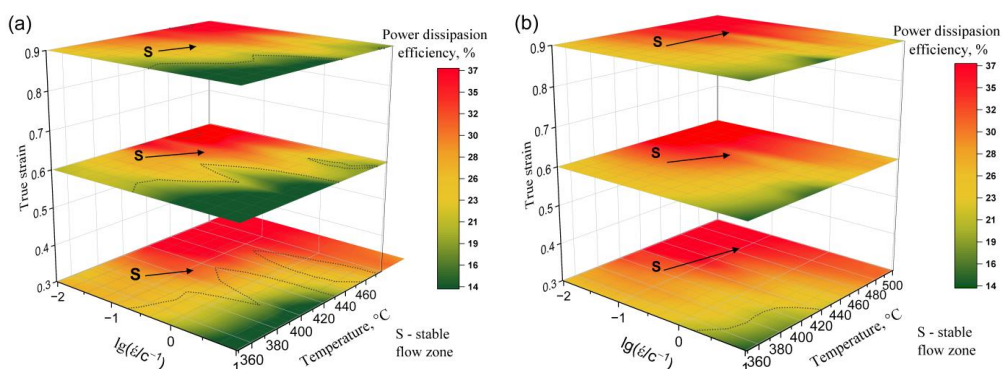 (a)
Power dissipasion
efficiency, %
37
35
32
30
28
26
23
21
19
16
14
0.9
0.8
0.7
0.6
0.5
0.4
0.3
True strain
S
S
S
−2
−1
0
1
lg(ε̇/c⁻¹)
360
380
400
420
440
460
Temperature, °C
S - stable
flow zone
(b)
Power dissipasion
efficiency, %
37
35
32
30
28
26
23
21
19
16
14
0.9
0.8
0.7
0.6
0.5
0.4
0.3
True strain
S
S
S
−2
−1
0
1
lg(ε̇/c⁻¹)
360
380
400
420
440
460
480
500
Temperature, °C
S - stable
flow zone